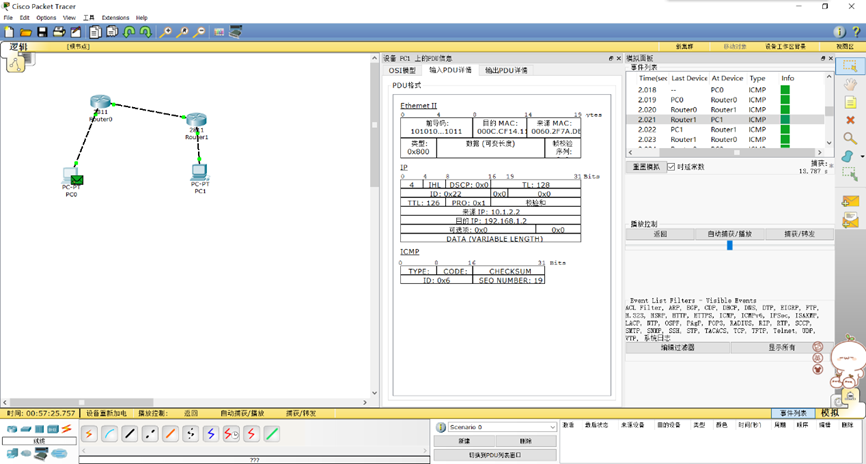 Cisco Packet Tracer
File Edit Options View 工具 Extensions Help
逻辑 [根节点] 新集群 移动对象 设备工作区背景 视图区
2811
Router0
2811
Router1
PC-PT
PC0
PC-PT
PC1
设备 PC1 上的PDU信息
OSI模型 输入PDU详情 输出PDU详情
PDU格式
Ethernet II
0 4 8 14 19 ytes
前导码: 目的 MAC: 来源 MAC:
101010...1011 000C.CF14.11 0060.2F7A.DE
类型: 数据 (可变长度) 帧校验
0x800 序列:
IP
0 4 8 16 19 31 Bits
4 IHL DSCP: 0x0 TL: 128
ID: 0x22 0x0 0x0
TTL: 126 PRO: 0x1 校验和
来源 IP: 10.1.2.2
目的 IP: 192.168.1.2
可选项: 0x0 0x0
DATA (VARIABLE LENGTH)
ICMP
0 8 16 31 Bits
TYPE: CODE: CHECKSUM
ID: 0x6 SEQ NUMBER: 19
模拟面板
事件列表
Time(sec Last Device At Device Type Info
2.018 -- PC0 ICMP
2.019 PC0 Router0 ICMP
2.020 Router0 Router1 ICMP
2.021 Router1 PC1 ICMP
2.022 PC1 Router1 ICMP
2.023 Router1 Router0 ICMP
重置模拟 时延常数 捕获:
13.787 s
播放控制
返回 自动捕获/播放 捕获/转发
Event List Filters - Visible Events
ACL Filter, ARP, BGP, CDP, DHCP, DNS, DTP, EIGRP, FTP,
H.323, HSRP, HTTP, HTTPS, ICMP, ICMPv6, IPSec, ISAKMP,
LACP, NTP, OSPF, PAgP, POP3, RADIUS, RIP, RTP, SCCP,
SMTP, SNMP, SSH, STP, TACACS, TCP, TFTP, Telnet, UDP,
VTP, 系统日志
编辑过滤器 显示所有
时间: 00:57:25.757 设备重新加电 播放控制: 返回 自动捕获/播放 捕获/转发 事件列表 模拟
线缆
???
Scenario 0
新建 删除
切换到PDU列表窗口
激活 最后状态 来源设备 目的设备 类型 颜色 时间(秒) 周期 顺序 编辑 删除